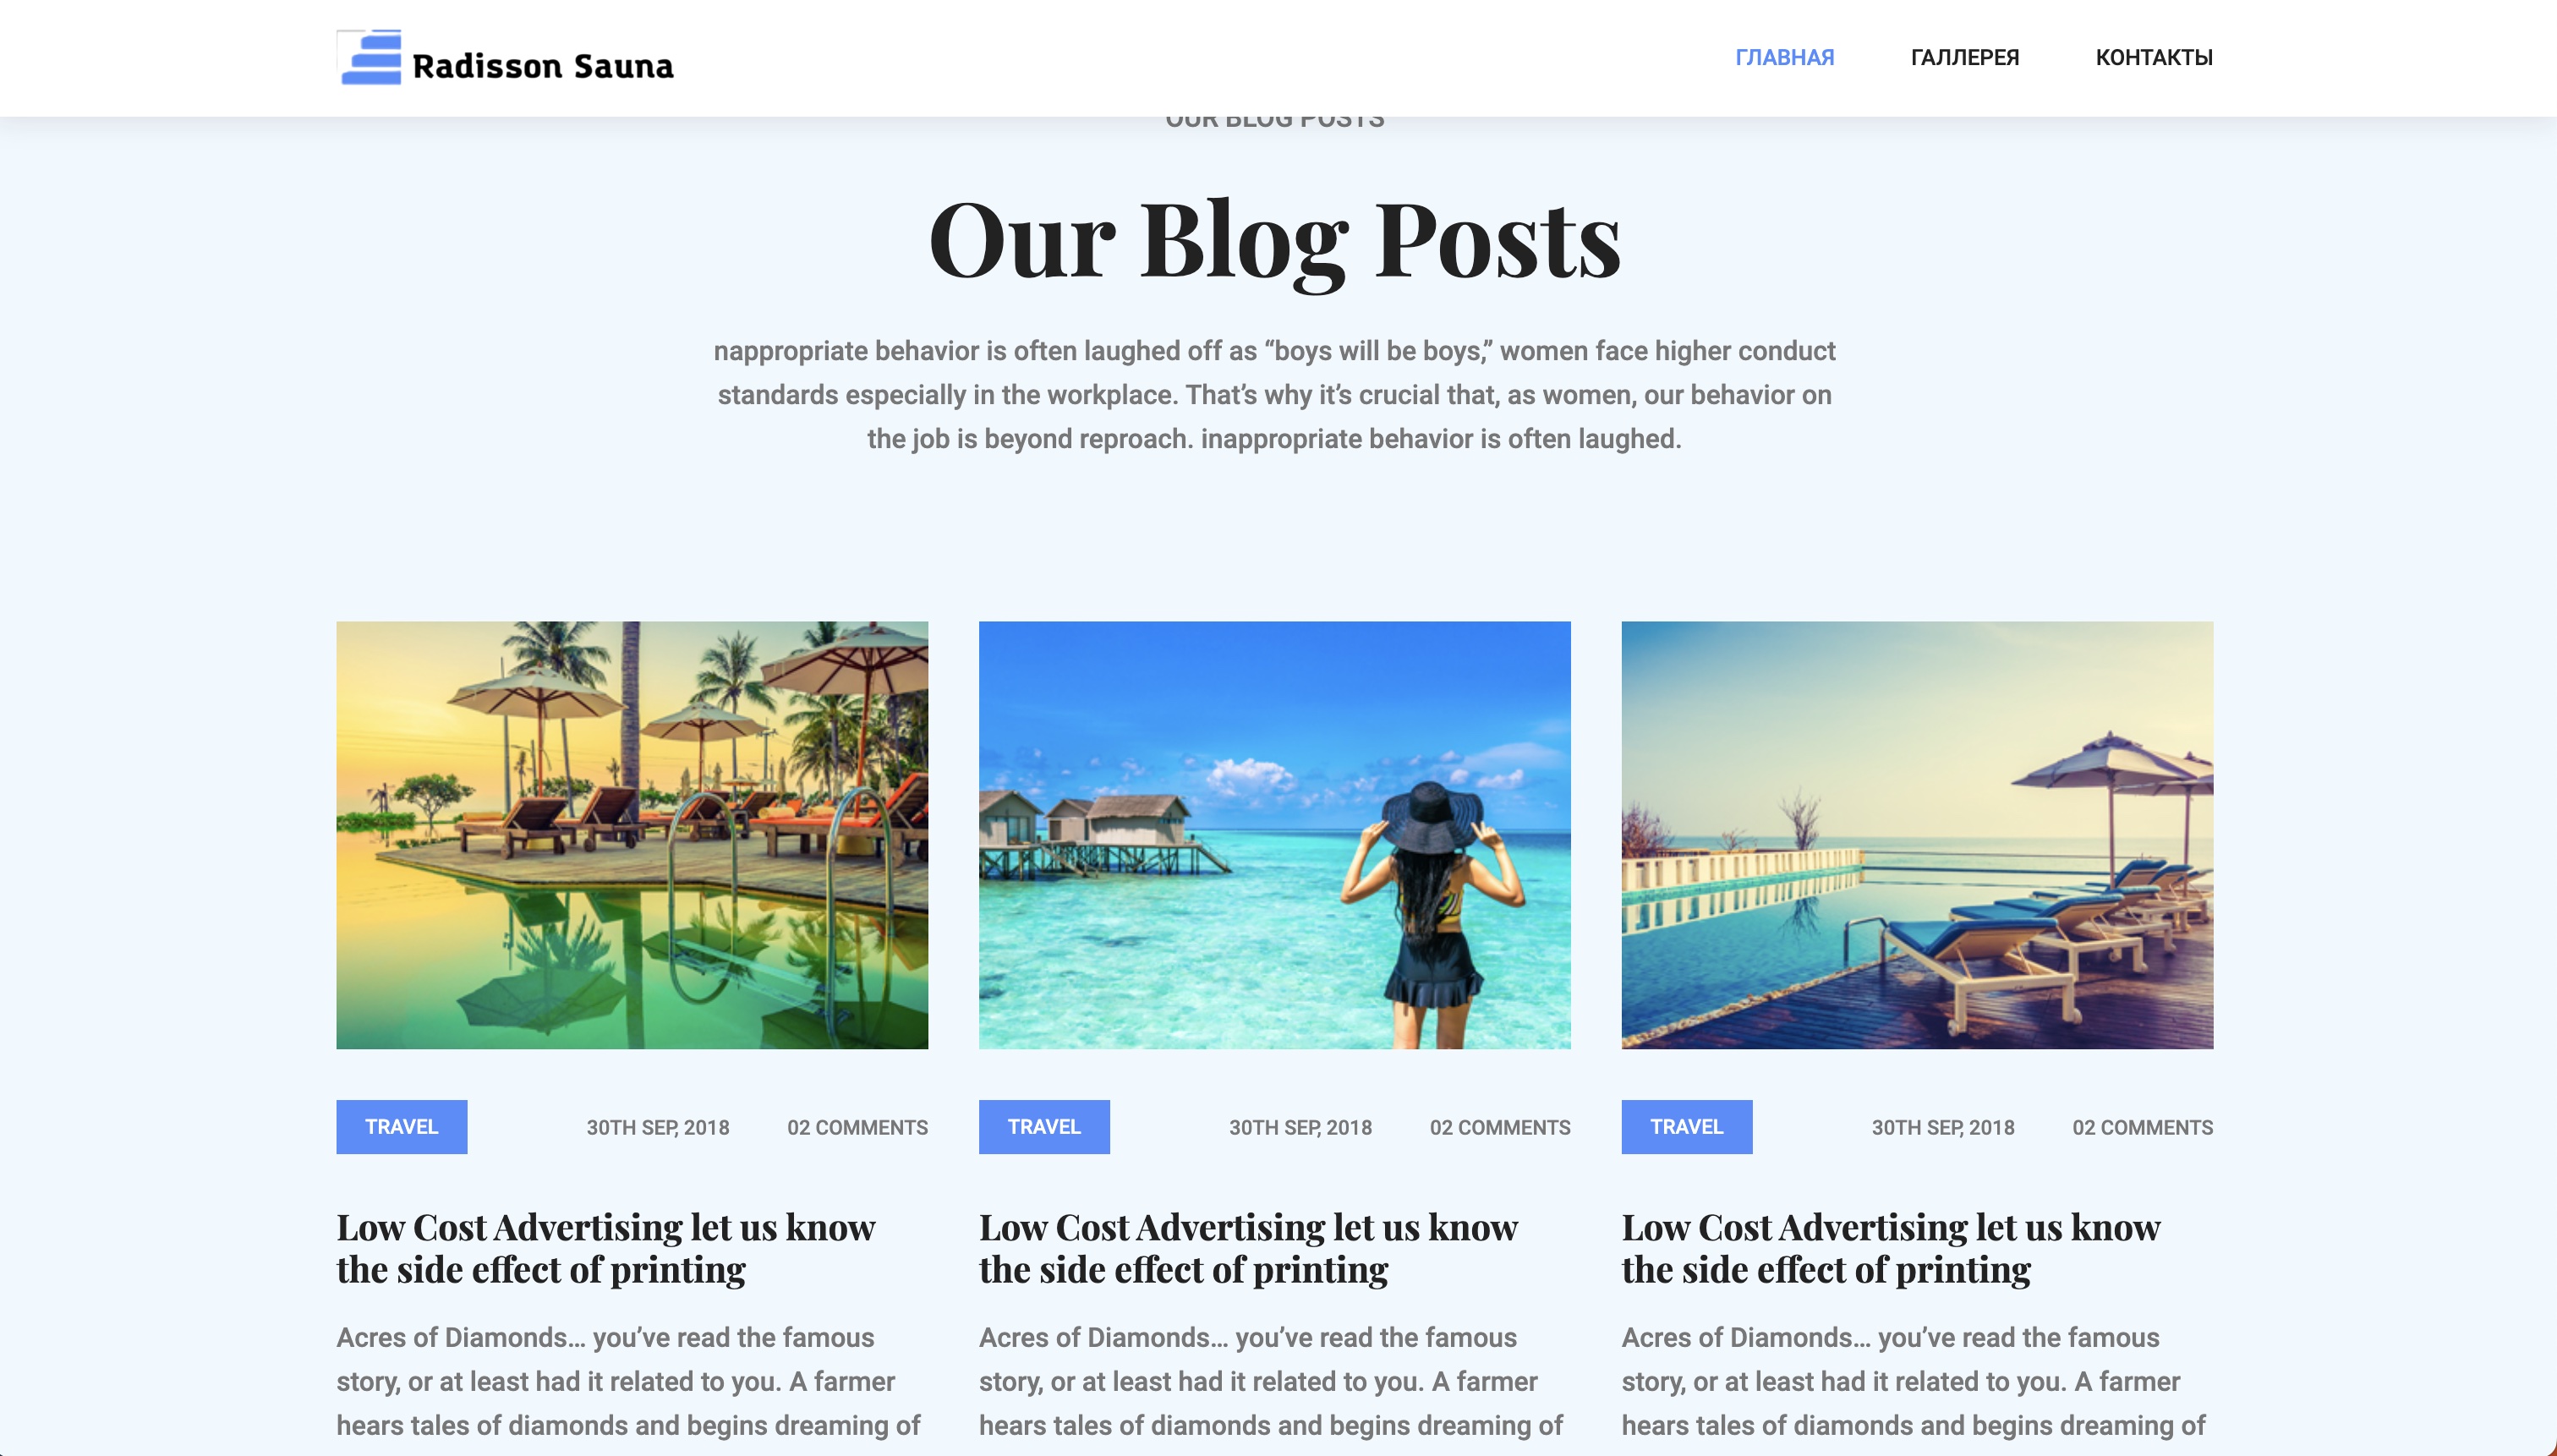 Radisson Sauna
ГЛАВНАЯ
ГАЛЛЕРЕЯ
КОНТАКТЫ
OUR BLOG POSTS
Our Blog Posts
nappropriate behavior is often laughed off as “boys will be boys,” women face higher conduct
standards especially in the workplace. That’s why it’s crucial that, as women, our behavior on
the job is beyond reproach. inappropriate behavior is often laughed.
TRAVEL
30TH SEP, 2018
02 COMMENTS
Low Cost Advertising let us know
the side effect of printing
Acres of Diamonds… you’ve read the famous
story, or at least had it related to you. A farmer
hears tales of diamonds and begins dreaming of
TRAVEL
30TH SEP, 2018
02 COMMENTS
Low Cost Advertising let us know
the side effect of printing
Acres of Diamonds… you’ve read the famous
story, or at least had it related to you. A farmer
hears tales of diamonds and begins dreaming of
TRAVEL
30TH SEP, 2018
02 COMMENTS
Low Cost Advertising let us know
the side effect of printing
Acres of Diamonds… you’ve read the famous
story, or at least had it related to you. A farmer
hears tales of diamonds and begins dreaming of